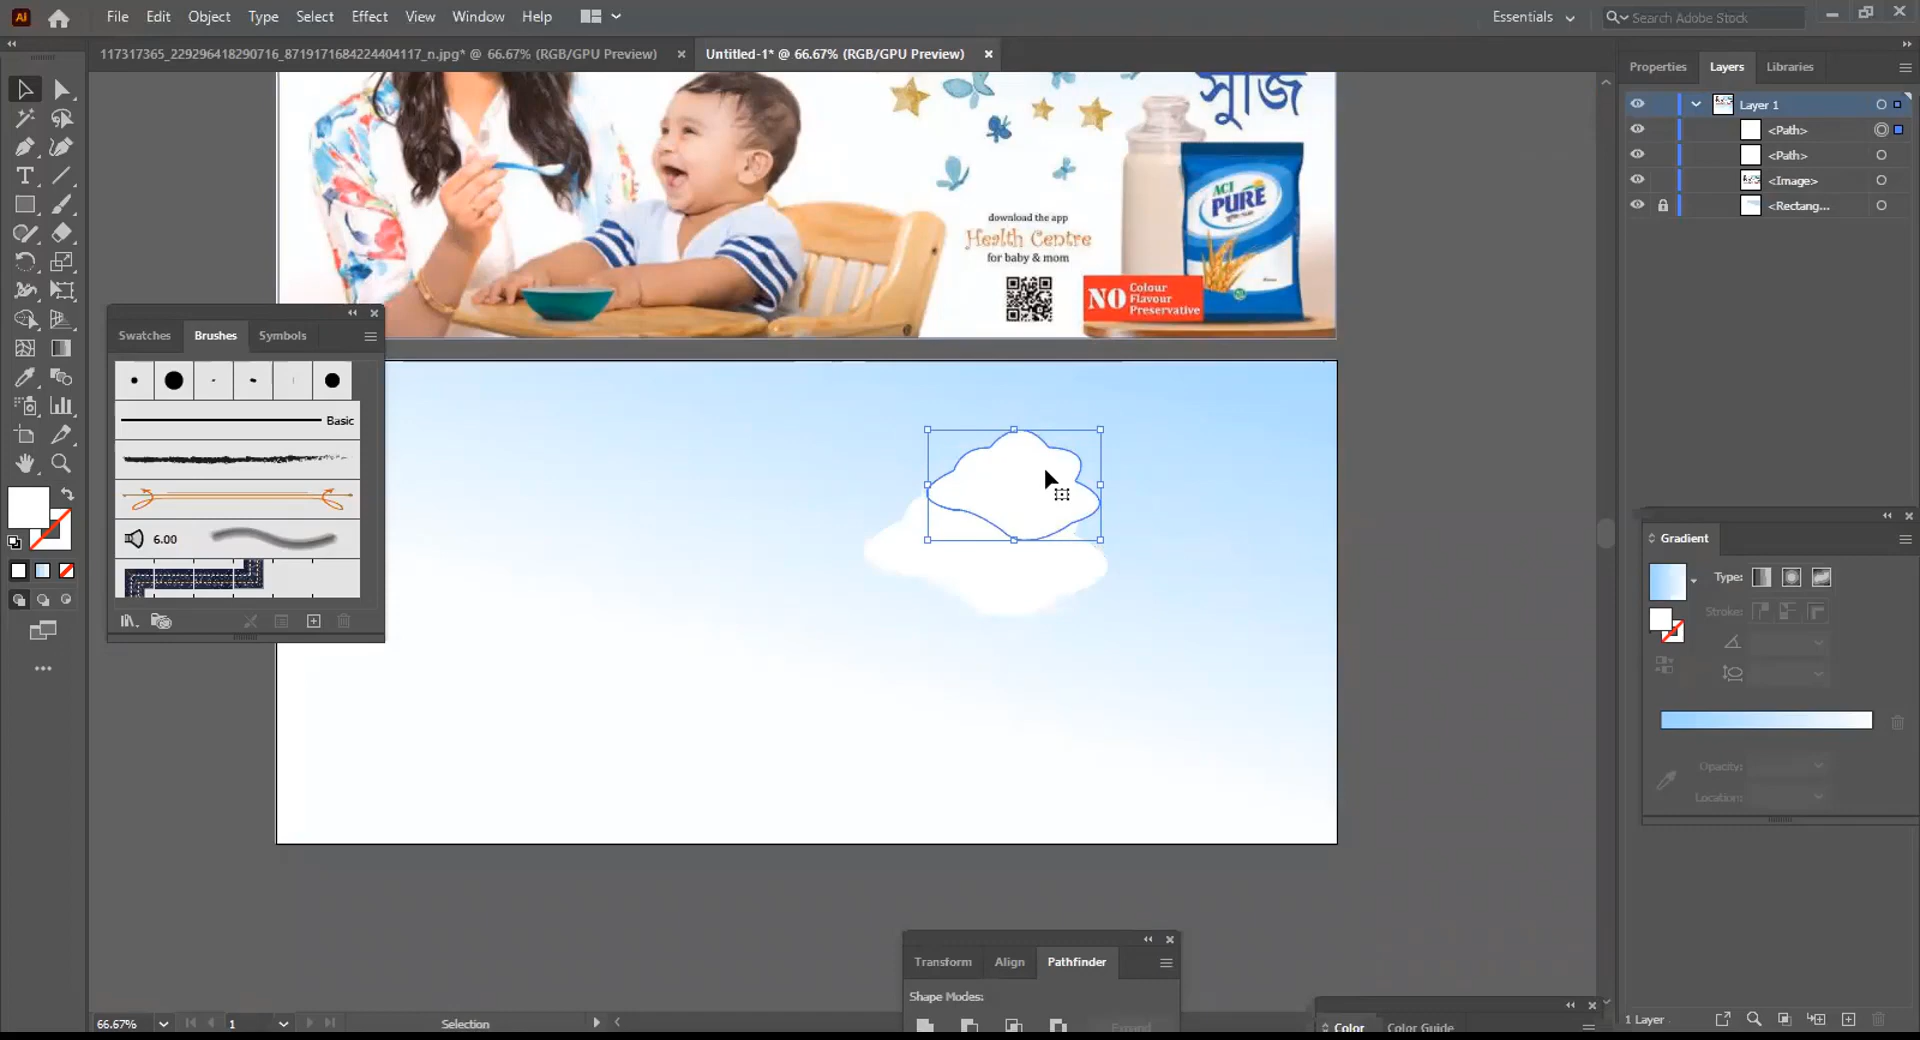 Ai
File Edit Object Type Select Effect View Window Help
Essentials
Search Adobe Stock
117317365_229296418290716_8719171684224404117_n.jpg* @ 66.67% (RGB/GPU Preview)
Untitled-1* @ 66.67% (RGB/GPU Preview)
Properties Layers Libraries
Layer 1
<Path>
<Path>
<Image>
<Rectang...
সুজি
ACI
PURE
download the app
Health Centre
for baby & mom
NO Colour
Flavour
Preservative
Swatches Brushes Symbols
Basic
6.00
Gradient
Type:
Stroke:
Opacity:
Location:
Transform Align Pathfinder
Shape Modes:
Expand
Color Color Guide
66.67%
1
Selection
1 Layer